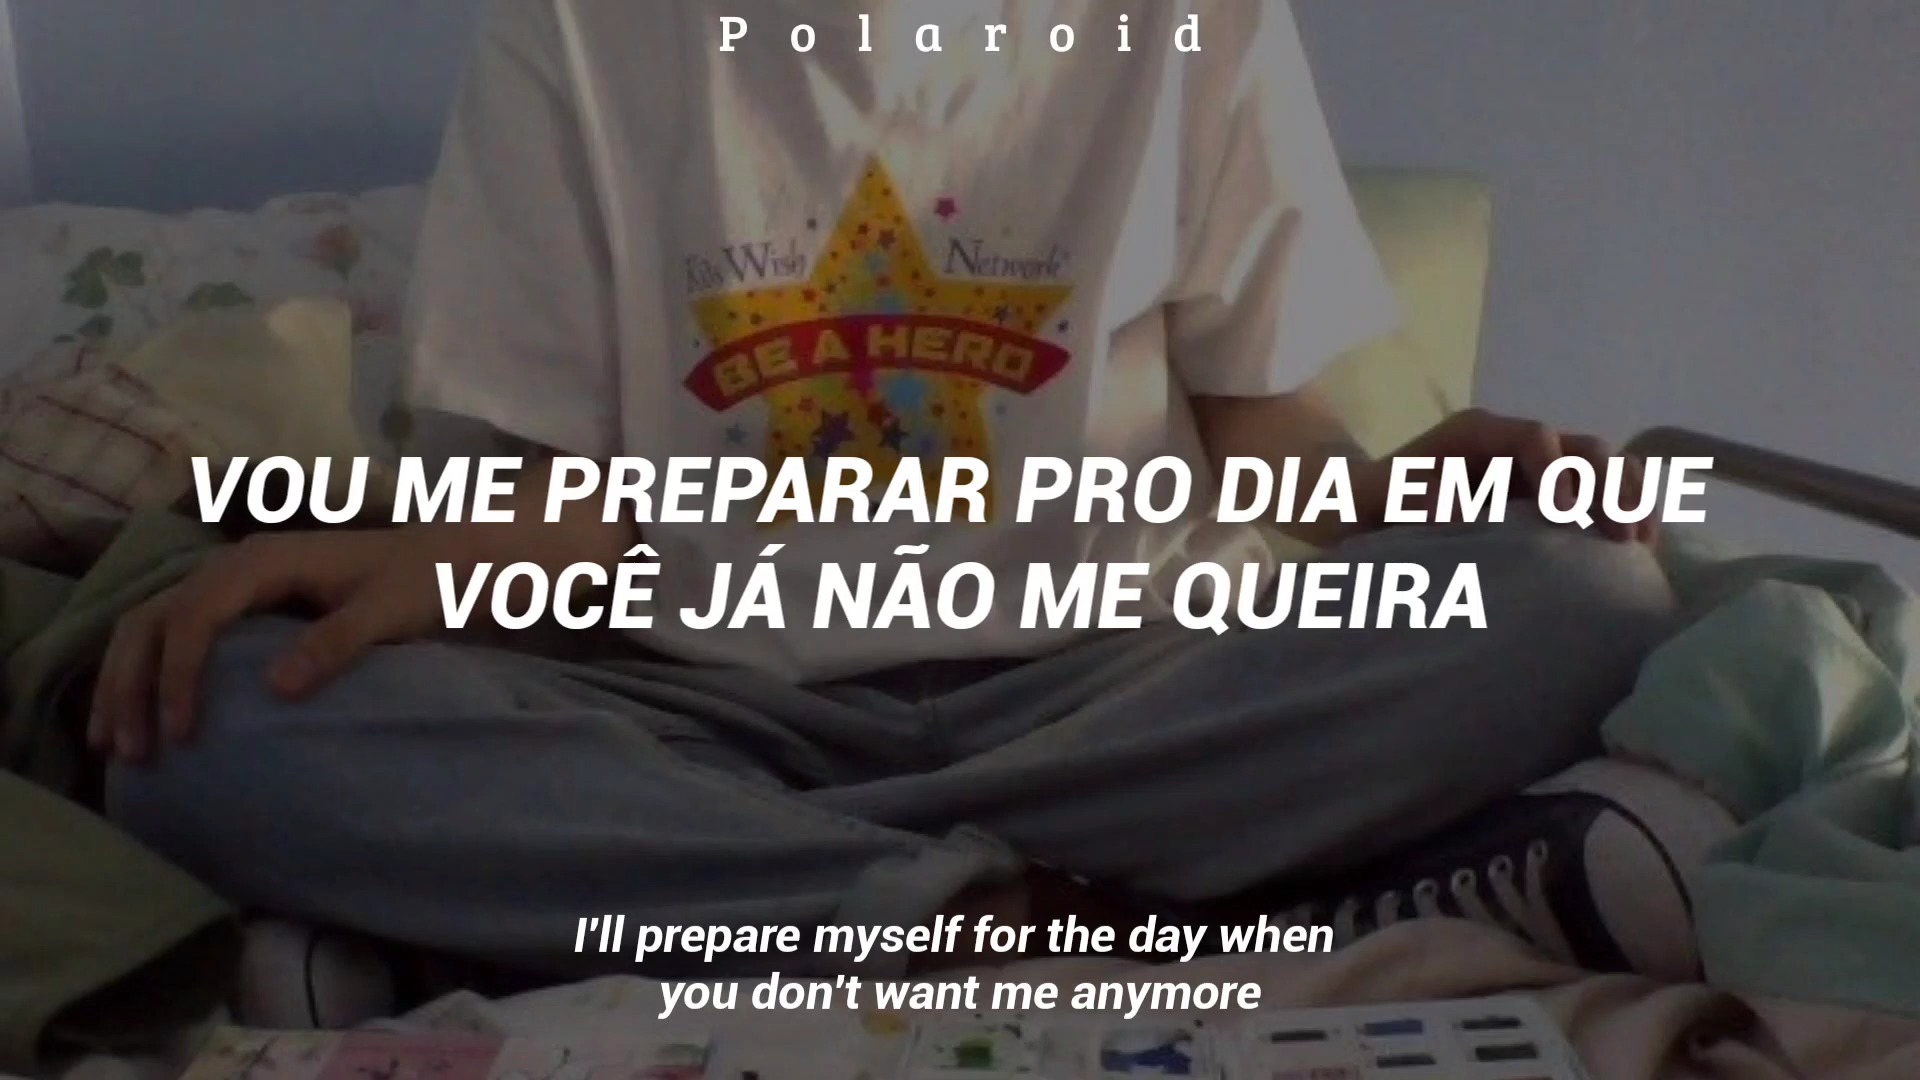 Polaroid
Kids Wish Network
BE A HERO
VOU ME PREPARAR PRO DIA EM QUE
VOCÊ JÁ NÃO ME QUEIRA
I'll prepare myself for the day when
you don't want me anymore